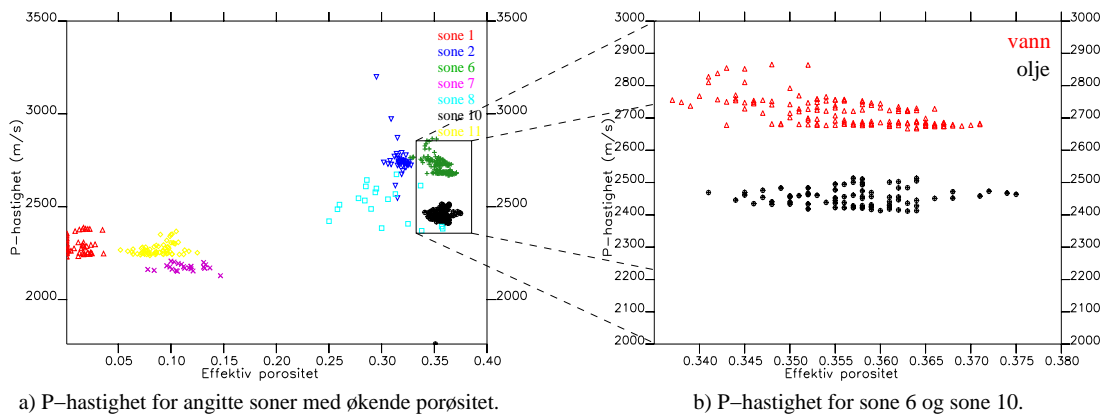 3500
3500
sone 1
sone 2
sone 6
sone 7
sone 8
sone 10
sone 11
3000
3000
2500
2500
2000
2000
P-hastighet (m/s)
0.05 0.10 0.15 0.20 0.25 0.30 0.35 0.40
Effektiv porositet
a) P–hastighet for angitte soner med økende porøsitet.
3000
3000
vann
olje
2900
2900
2800
2800
2700
2700
2600
2600
2500
2500
2400
2400
2300
2300
2200
2200
2100
2100
2000
2000
P-hastighet (m/s)
0.340 0.345 0.350 0.355 0.360 0.365 0.370 0.375 0.380
Effektiv porositet
b) P–hastighet for sone 6 og sone 10.